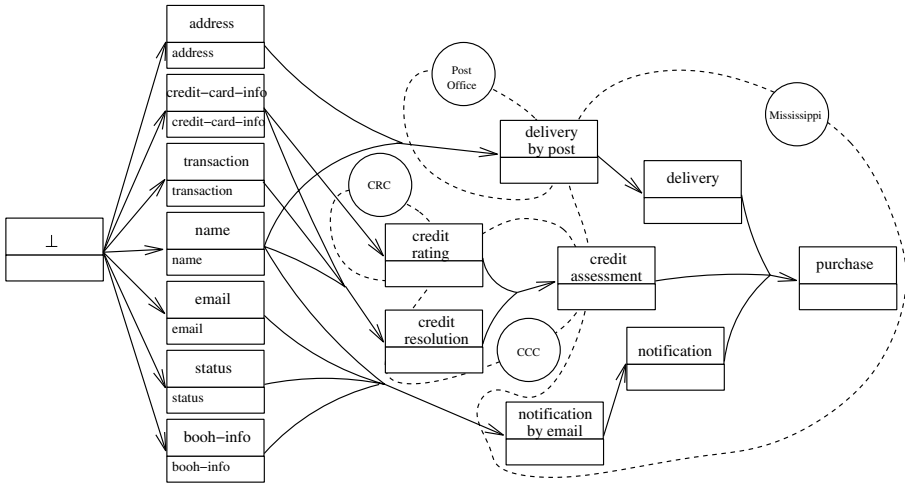 address
address
credit-card-info
credit-card-info
transaction
transaction
⊥
name
name
email
email
status
status
booh-info
booh-info
Post
Office
CRC
credit
rating
credit
resolution
CCC
delivery
by post
credit
assessment
notification
by email
delivery
notification
Mississippi
purchase